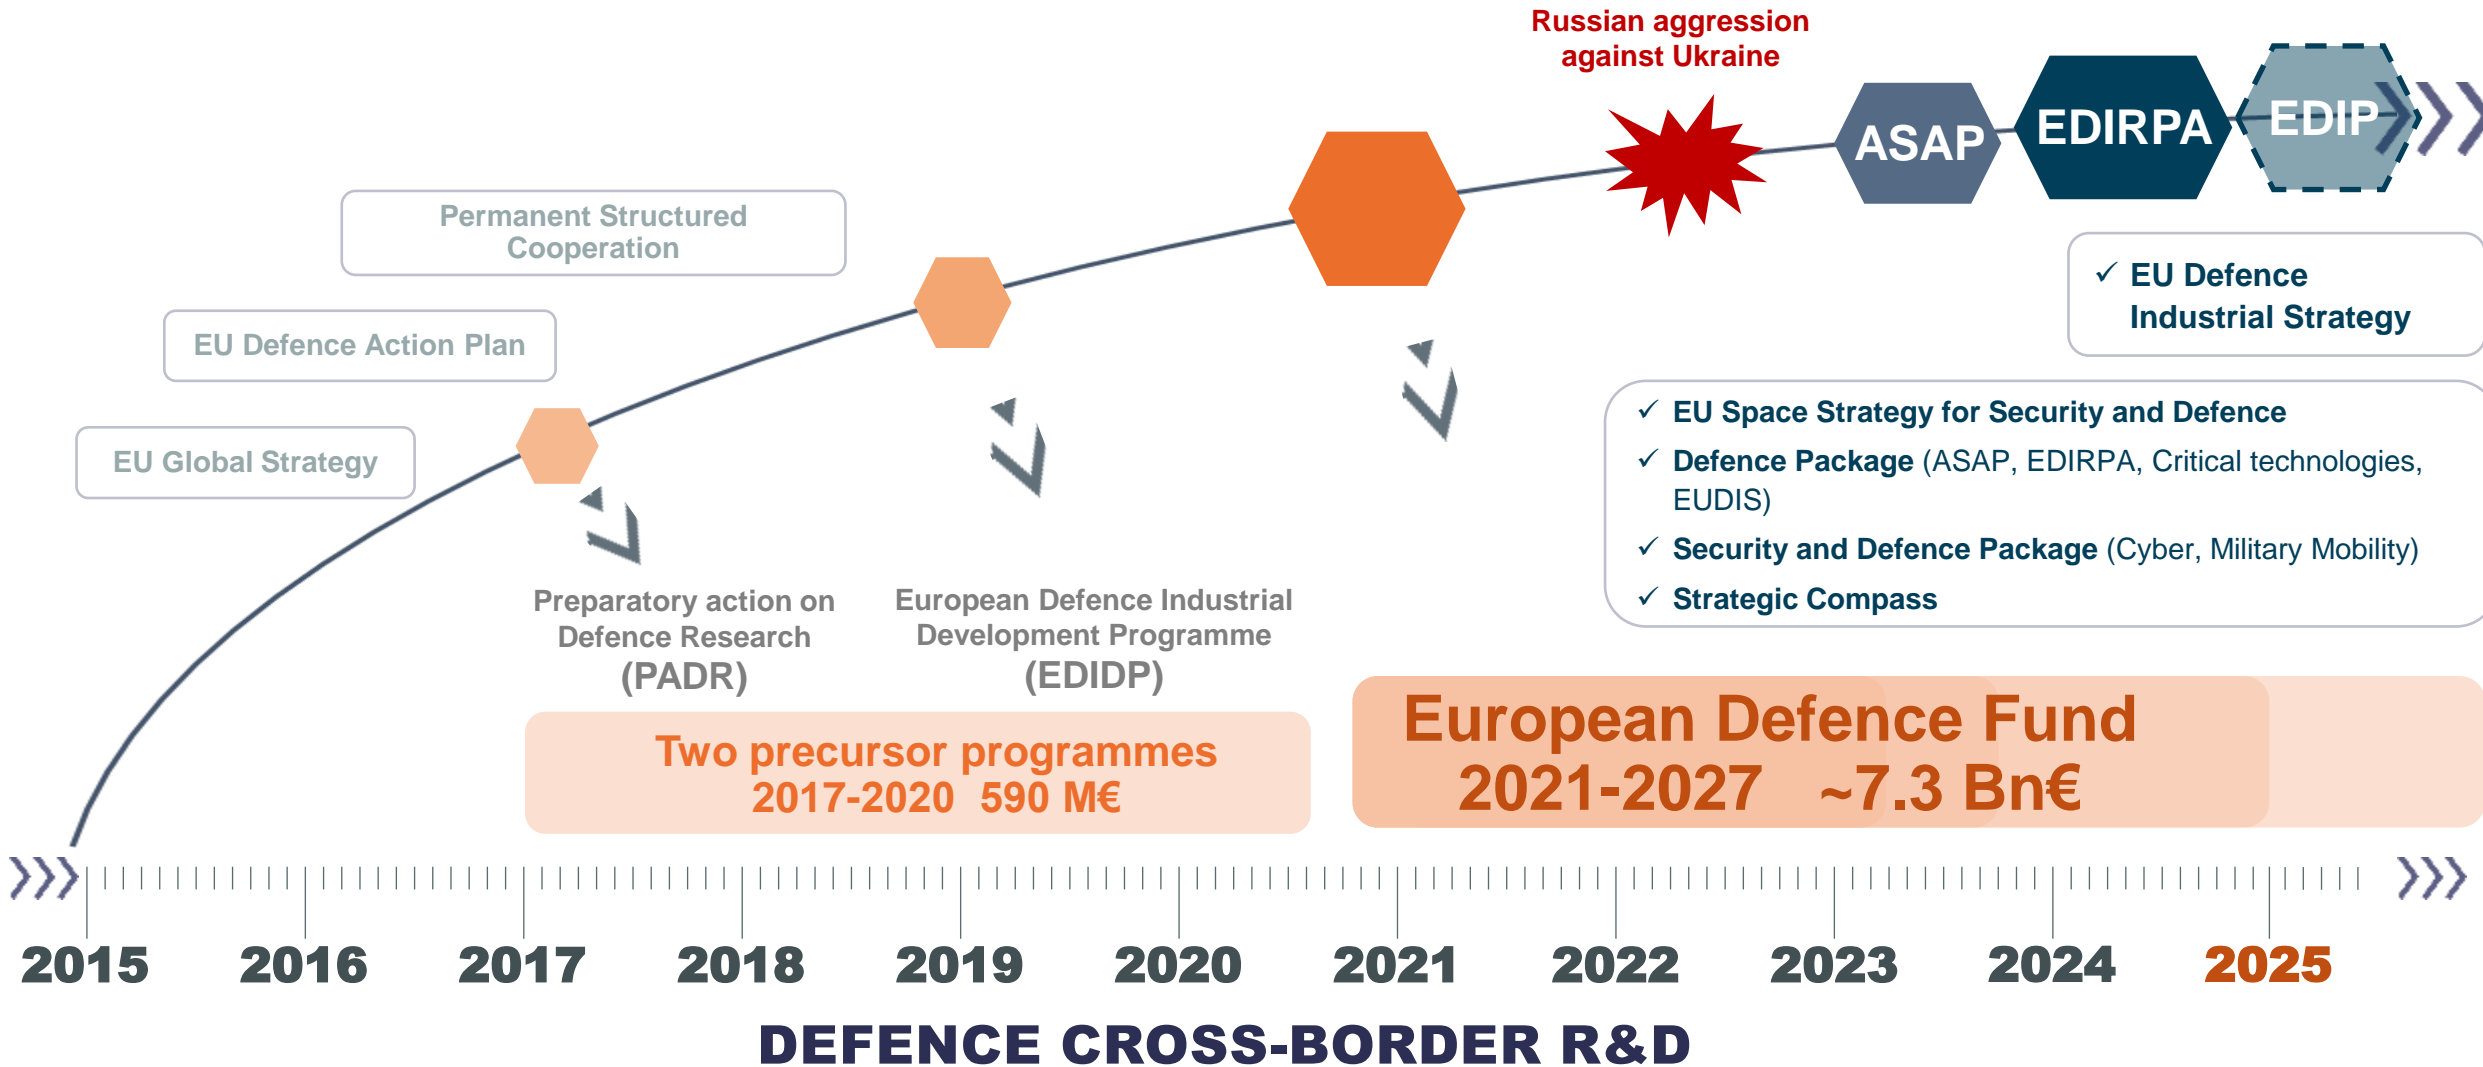 Russian aggression
against Ukraine
ASAP
EDIRPA
EDIP
Permanent Structured
Cooperation
EU Defence Action Plan
EU Global Strategy
✓ EU Defence
Industrial Strategy
✓ EU Space Strategy for Security and Defence
✓ Defence Package (ASAP, EDIRPA, Critical technologies,
EUDIS)
✓ Security and Defence Package (Cyber, Military Mobility)
✓ Strategic Compass
Preparatory action on
Defence Research
(PADR)
European Defence Industrial
Development Programme
(EDIDP)
Two precursor programmes
2017-2020 590 M€
European Defence Fund
2021-2027 ~7.3 Bn€
2015 2016 2017 2018 2019 2020 2021 2022 2023 2024 2025
DEFENCE CROSS-BORDER R&D